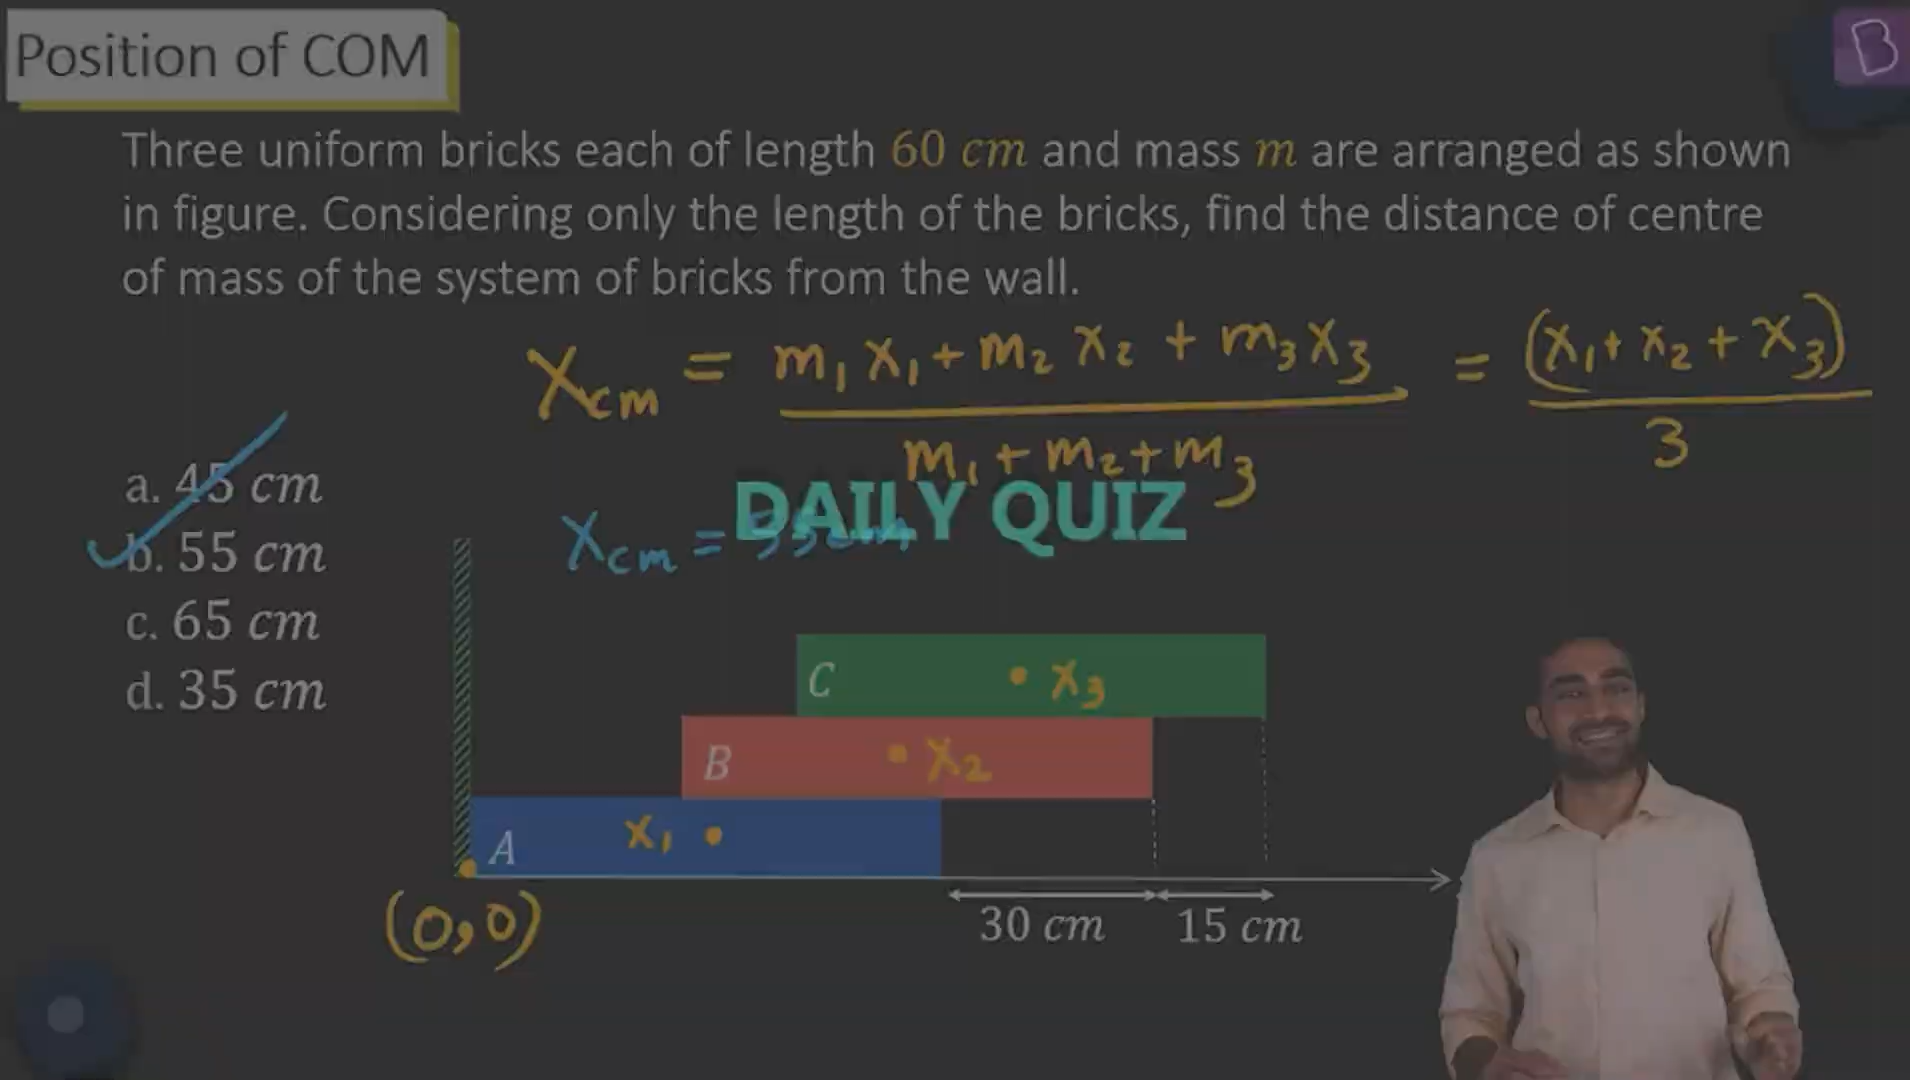 Position of COM
B
Three uniform bricks each of length 60 cm and mass m are arranged as shown
in figure. Considering only the length of the bricks, find the distance of centre
of mass of the system of bricks from the wall.
Xcm = m₁x₁ + m₂x₂ + m₃x₃ / m₁ + m₂ + m₃ = (x₁ + x₂ + x₃) / 3
a. 45 cm
b. 55 cm
c. 65 cm
d. 35 cm
DAILY QUIZ
Xcm = 55cm
C x₃
B x₂
A x₁
(0,0)
30 cm 15 cm